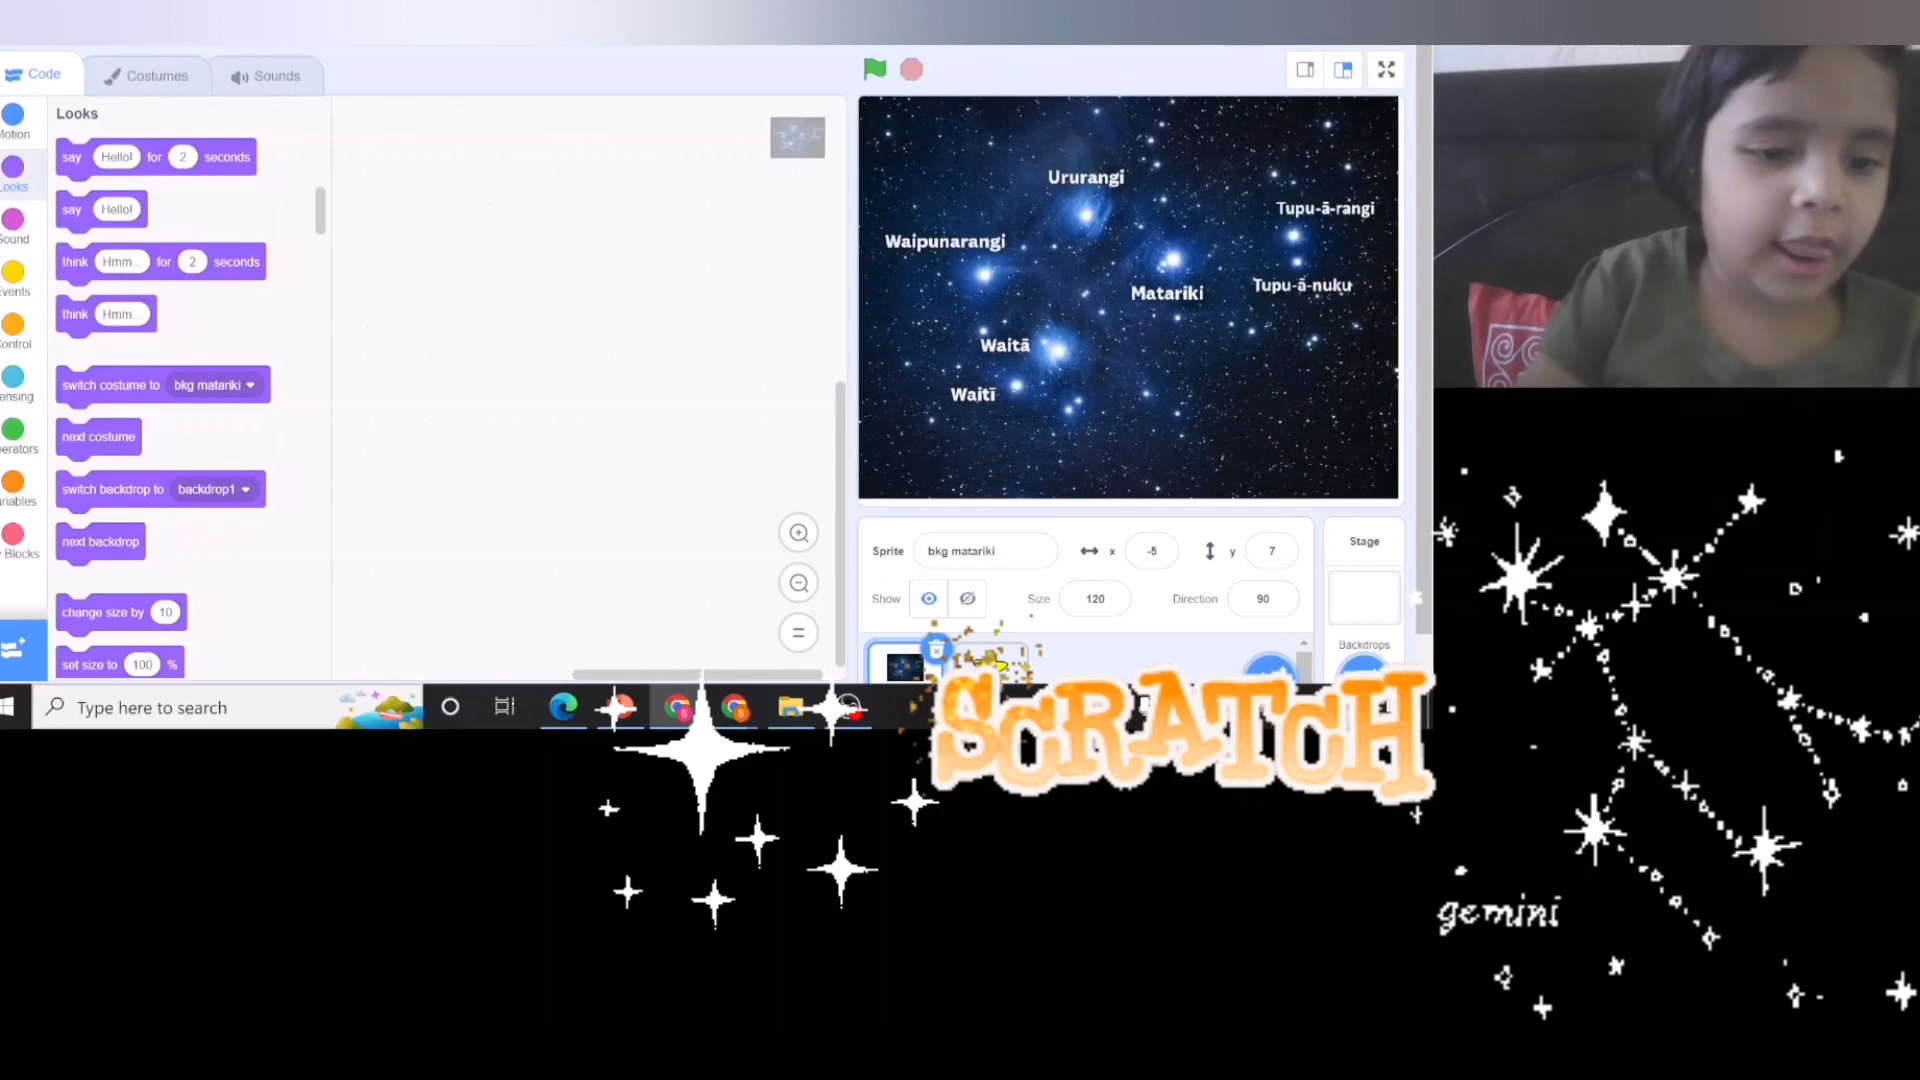 Code
Costumes
Sounds
Motion
Looks
Sound
Events
Control
ensing
erators
riables
Blocks
Looks
say Hello! for 2 seconds
say Hello!
think Hmm... for 2 seconds
think Hmm...
switch costume to bkg matariki
next costume
switch backdrop to backdrop1
next backdrop
change size by 10
set size to 100 %
Ururangi
Tupu-ā-rangi
Waipunarangi
Tupu-ā-nuku
Matariki
Waitā
Waitī
Sprite bkg matariki x -5 y 7
Show Size 120 Direction 90
Stage
Backdrops
Type here to search
SCRATCH
gemini